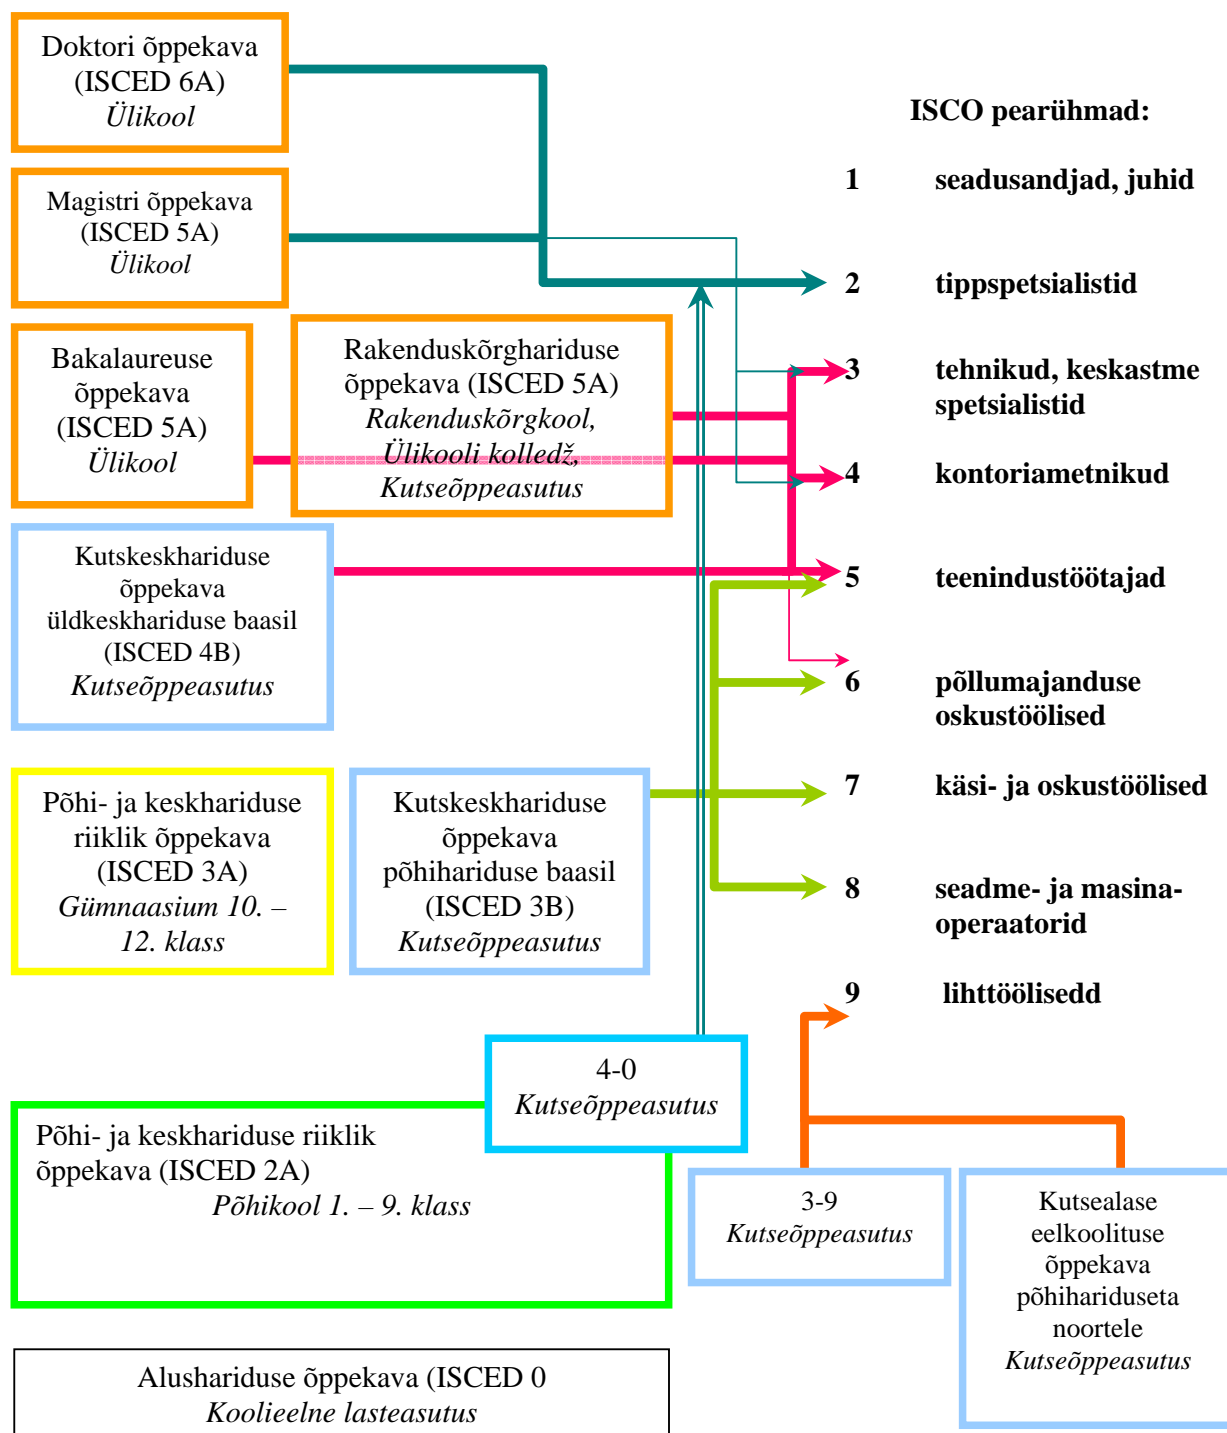 Doktori õppekava
(ISCED 6A)
Ülikool
Magistri õppekava
(ISCED 5A)
Ülikool
Bakalaureuse
õppekava
(ISCED 5A)
Ülikool
Rakenduskõrghariduse
õppekava (ISCED 5A)
Rakenduskõrgkool,
Ülikooli kolledž,
Kutseõppeasutus
Kutskeskhariduse
õppekava
üldkeskhariduse baasil
(ISCED 4B)
Kutseõppeasutus
Põhi- ja keskhariduse
riiklik õppekava
(ISCED 3A)
Gümnaasium 10. –
12. klass
Kutskeskhariduse
õppekava
põhihariduse baasil
(ISCED 3B)
Kutseõppeasutus
4-0
Kutseõppeasutus
Põhi- ja keskhariduse riiklik
õppekava (ISCED 2A)
Põhikool 1. – 9. klass
3-9
Kutseõppeasutus
Kutsealase
eelkoolituse
õppekava
põhihariduseta
noortele
Kutseõppeasutus
Alushariduse õppekava (ISCED 0
Koolieelne lasteasutus
ISCO pearühmad:
1 seadusandjad, juhid
2 tippspetsialistid
3 tehnikud, keskastme
spetsialistid
4 kontoriametnikud
5 teenindustöötajad
6 põllumajanduse
oskustöölised
7 käsi- ja oskustöölised
8 seadme- ja masina-
operaatorid
9 lihttöölisedd